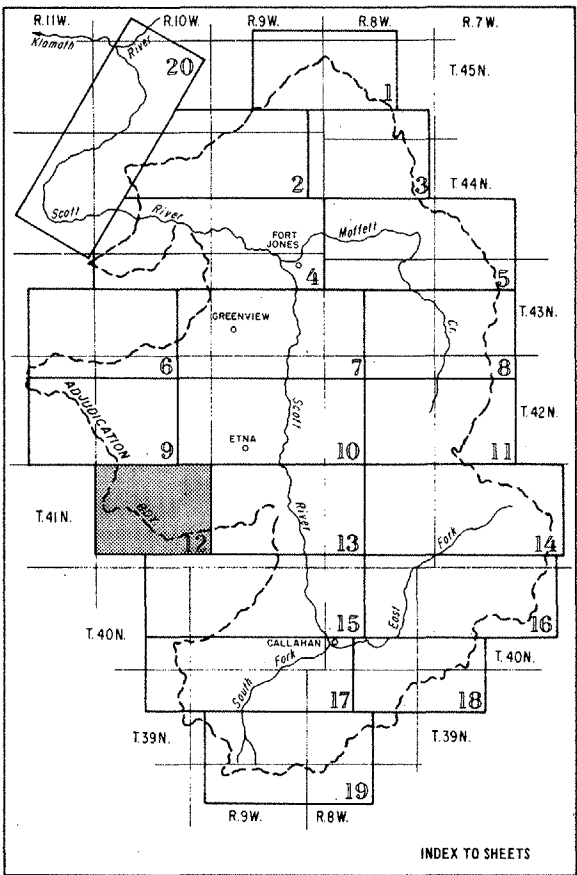 R.11W. R.10W. R.9W. R.8W. R.7W.
Klamath River
20
T.45N.
1
2
3
T.44N.
Scott River
FORT
JONES
Moffett
4
5
GREENVIEW
Cr.
T.43N.
6
7
8
Scott
ADJUDICATION
ETNA
T.42N.
9
10
11
T.41N.
BDY.
River
Fork
12
13
14
East
15
16
T.40N.
CALLAHAN
T.40N.
South Fork
17
18
T.39N.
T.39N.
19
R.9W. R.8W.
INDEX TO SHEETS